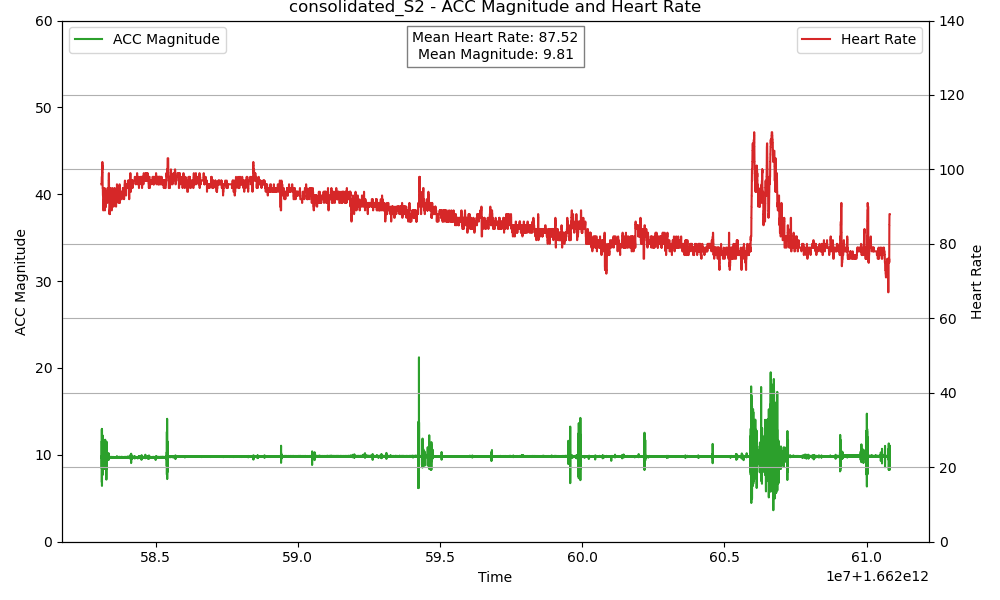 consolidated_S2 - ACC Magnitude and Heart Rate
ACC Magnitude
Mean Heart Rate: 87.52
Mean Magnitude: 9.81
Heart Rate
60
50
40
30
20
10
0
ACC Magnitude
140
120
100
80
60
40
20
0
Heart Rate
58.5 59.0 59.5 60.0 60.5 61.0
Time
1e7+1.662e12